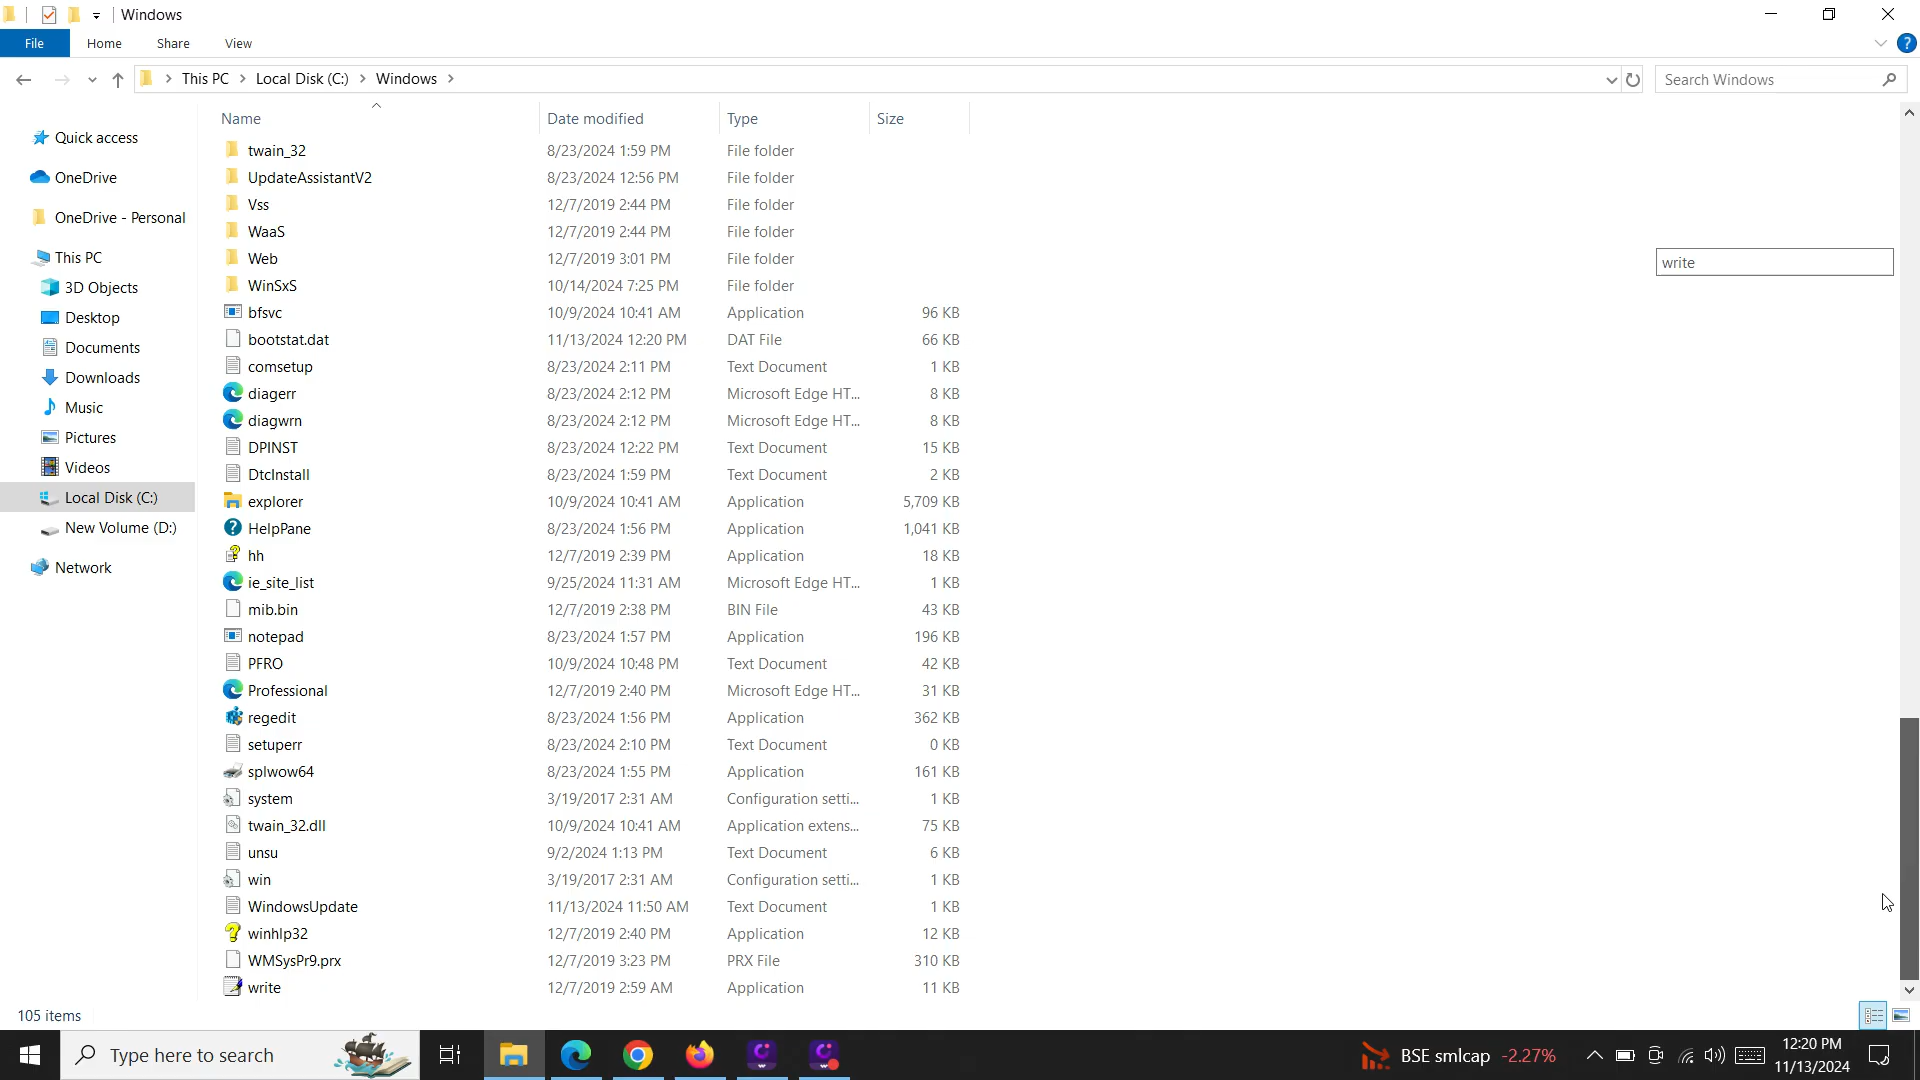 Windows
File Home Share View
This PC Local Disk (C:) Windows
Search Windows
Name Date modified Type Size
Quick access
OneDrive
OneDrive - Personal
This PC
3D Objects
Desktop
Documents
Downloads
Music
Pictures
Videos
Local Disk (C:)
New Volume (D:)
Network
twain_32 8/23/2024 1:59 PM File folder
UpdateAssistantV2 8/23/2024 12:56 PM File folder
Vss 12/7/2019 2:44 PM File folder
WaaS 12/7/2019 2:44 PM File folder
Web 12/7/2019 3:01 PM File folder
write
WinSxS 10/14/2024 7:25 PM File folder
bfsvc 10/9/2024 10:41 AM Application 96 KB
bootstat.dat 11/13/2024 12:20 PM DAT File 66 KB
comsetup 8/23/2024 2:11 PM Text Document 1 KB
diagerr 8/23/2024 2:12 PM Microsoft Edge HT... 8 KB
diagwrn 8/23/2024 2:12 PM Microsoft Edge HT... 8 KB
DPINST 8/23/2024 12:22 PM Text Document 15 KB
DtcInstall 8/23/2024 1:59 PM Text Document 2 KB
explorer 10/9/2024 10:41 AM Application 5,709 KB
HelpPane 8/23/2024 1:56 PM Application 1,041 KB
hh 12/7/2019 2:39 PM Application 18 KB
ie_site_list 9/25/2024 11:31 AM Microsoft Edge HT... 1 KB
mib.bin 12/7/2019 2:38 PM BIN File 43 KB
notepad 8/23/2024 1:57 PM Application 196 KB
PFRO 10/9/2024 10:48 PM Text Document 42 KB
Professional 12/7/2019 2:40 PM Microsoft Edge HT... 31 KB
regedit 8/23/2024 1:56 PM Application 362 KB
setuperr 8/23/2024 2:10 PM Text Document 0 KB
splwow64 8/23/2024 1:55 PM Application 161 KB
system 3/19/2017 2:31 AM Configuration setti... 1 KB
twain_32.dll 10/9/2024 10:41 AM Application extens... 75 KB
unsu 9/2/2024 1:13 PM Text Document 6 KB
win 3/19/2017 2:31 AM Configuration setti... 1 KB
WindowsUpdate 11/13/2024 11:50 AM Text Document 1 KB
winhlp32 12/7/2019 2:40 PM Application 12 KB
WMSysPr9.prx 12/7/2019 3:23 PM PRX File 310 KB
write 12/7/2019 2:59 AM Application 11 KB
105 items
Type here to search
BSE smlcap -2.27%
12:20 PM
11/13/2024